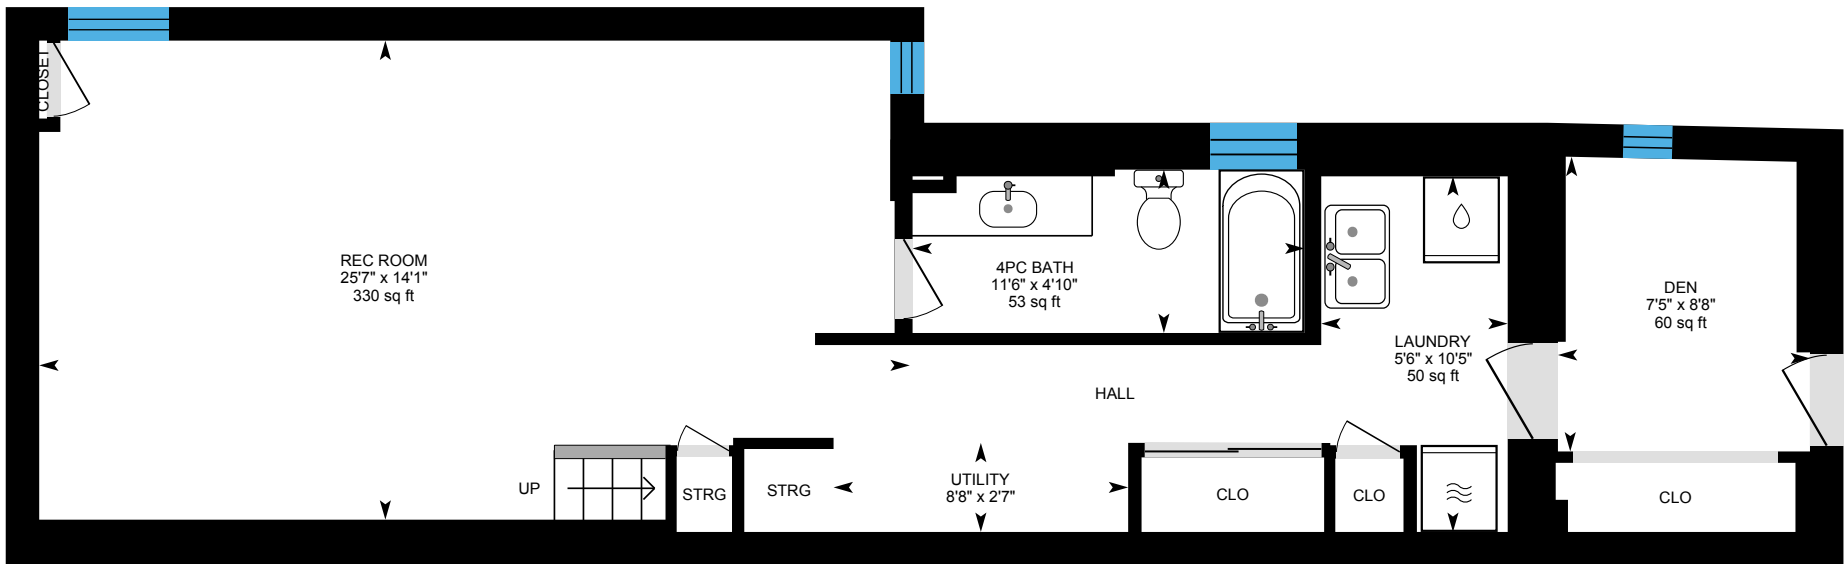 CLOSET
REC ROOM
25'7" x 14'1"
330 sq ft
4PC BATH
11'6" x 4'10"
53 sq ft
DEN
7'5" x 8'8"
60 sq ft
LAUNDRY
5'6" x 10'5"
50 sq ft
HALL
UP
STRG
STRG
UTILITY
8'8" x 2'7"
CLO
CLO
CLO